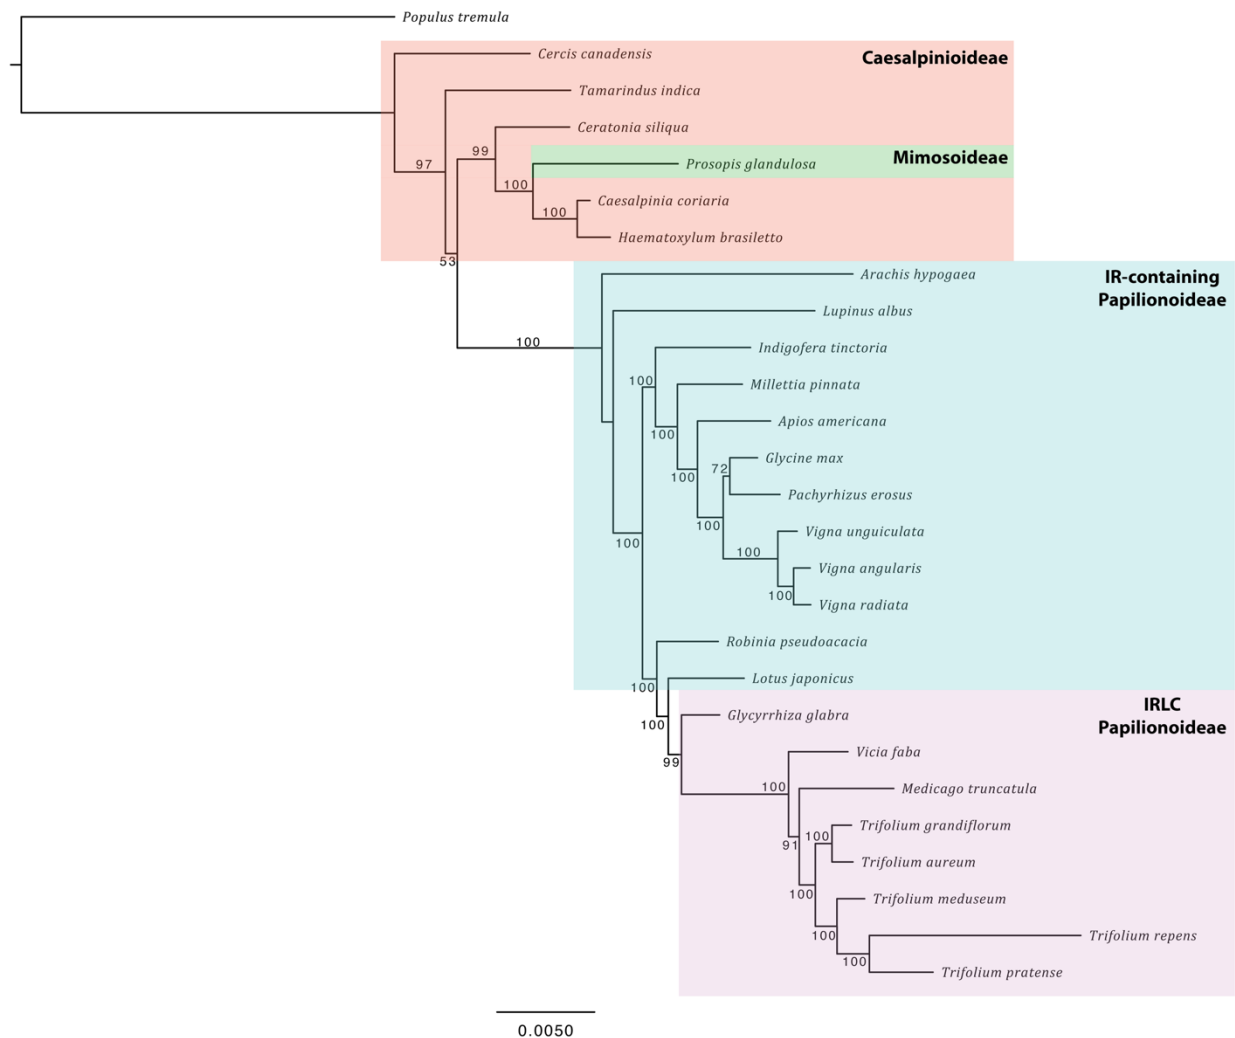 Populus tremula
Cercis canadensis
Caesalpinioideae
Tamarindus indica
Ceratonia siliqua
99
Mimosoideae
Prosopis glandulosa
97
100
Caesalpinia coriaria
100
Haematoxylum brasiletto
53
Arachis hypogaea
IR-containing
Papilionoideae
Lupinus albus
100
Indigofera tinctoria
100
Millettia pinnata
Apios americana
100
Glycine max
72
100
Pachyrhizus erosus
100
Vigna unguiculata
100
100
Vigna angularis
100
Vigna radiata
Robinia pseudoacacia
Lotus japonicus
100
IRLC
Papilionoideae
Glycyrrhiza glabra
100
Vicia faba
99
100
Medicago truncatula
Trifolium grandiflorum
100
91
Trifolium aureum
100
Trifolium meduseum
100
Trifolium repens
100
Trifolium pratense
0.0050